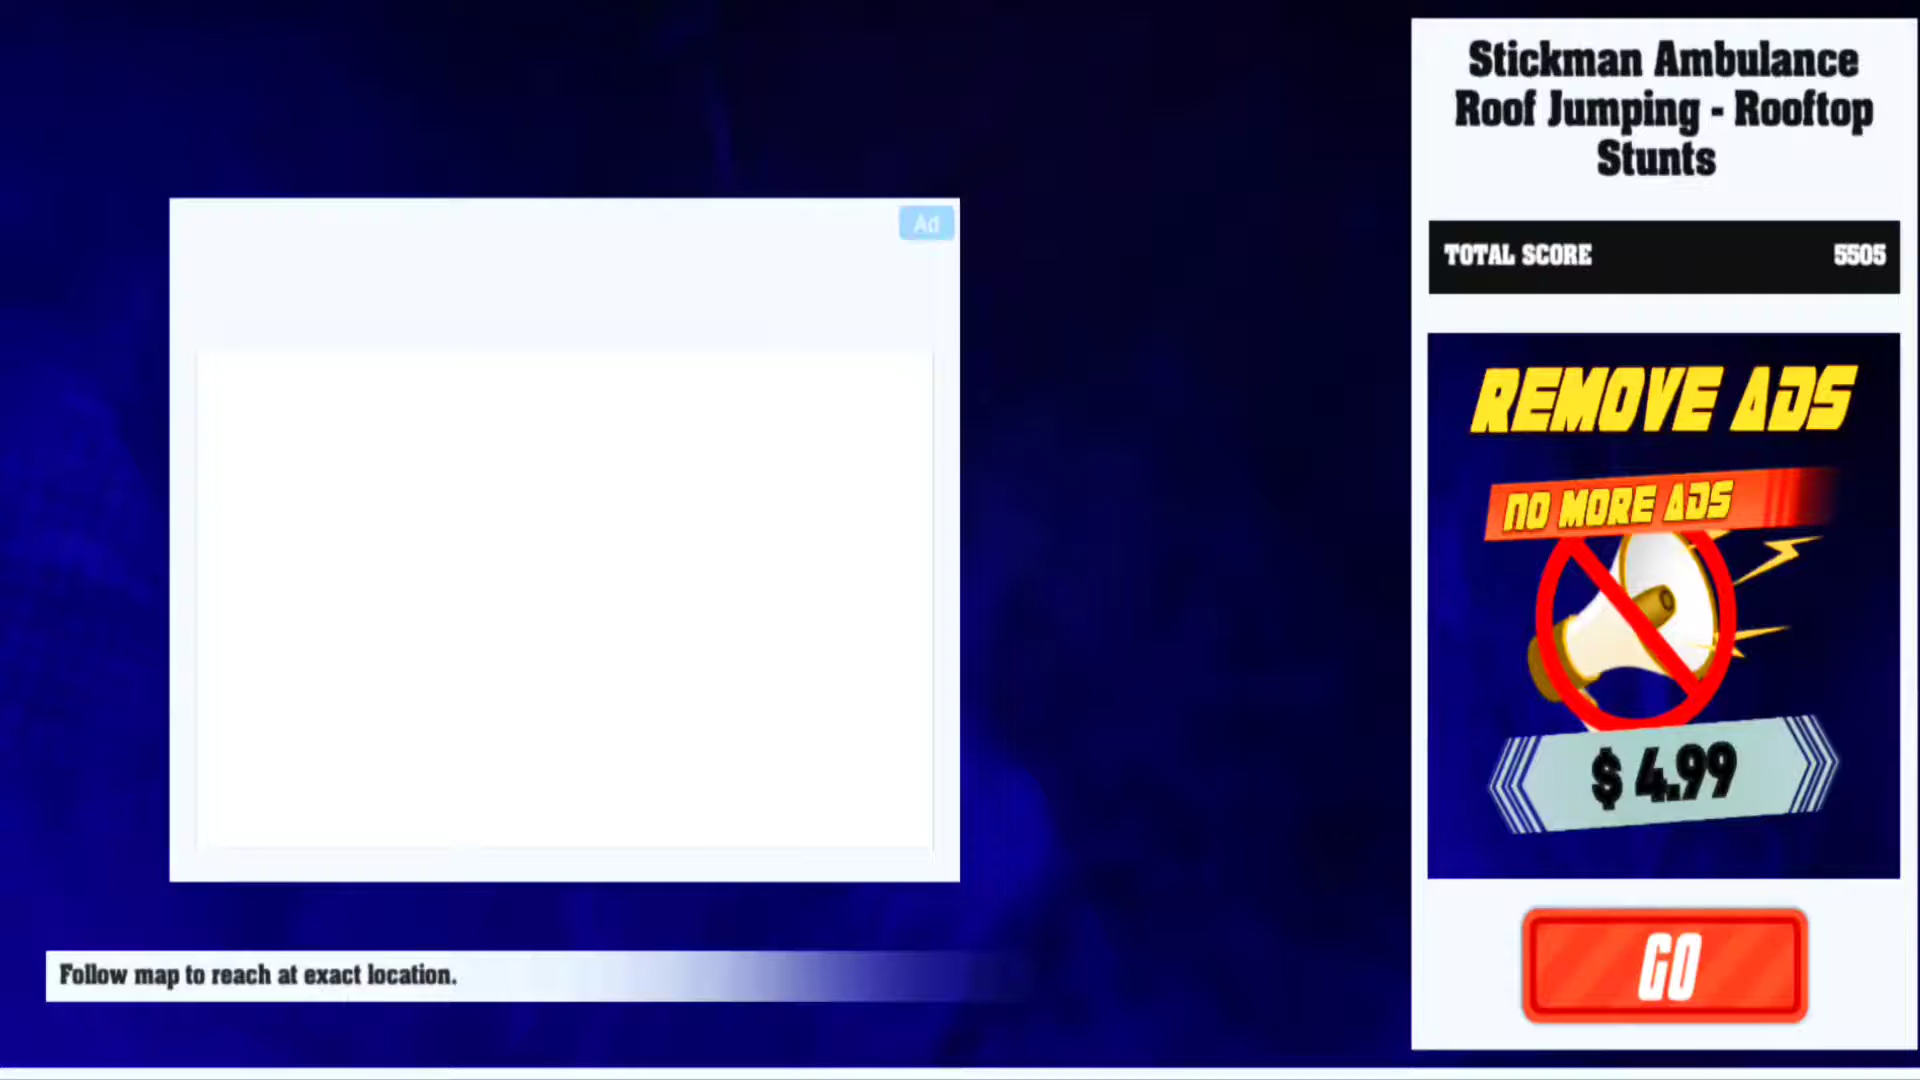 Ad
Follow map to reach at exact location.
Stickman Ambulance
Roof Jumping - Rooftop
Stunts
TOTAL SCORE 5505
REMOVE ADS
NO MORE ADS
$ 4.99
GO